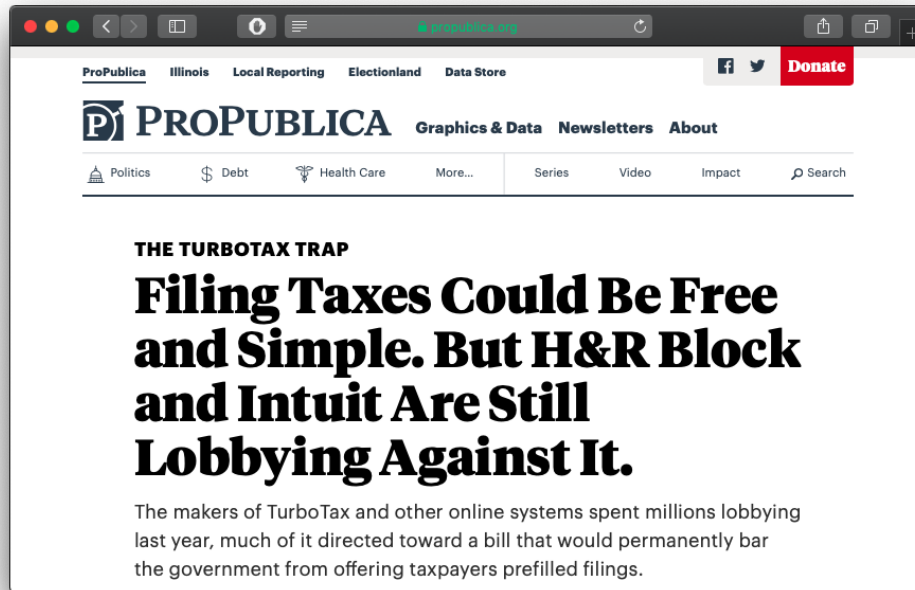 propublica.org
ProPublica Illinois Local Reporting Electionland Data Store
Donate
PROPUBLICA Graphics & Data Newsletters About
Politics Debt Health Care More... Series Video Impact Search
THE TURBOTAX TRAP
Filing Taxes Could Be Free
and Simple. But H&R Block
and Intuit Are Still
Lobbying Against It.
The makers of TurboTax and other online systems spent millions lobbying
last year, much of it directed toward a bill that would permanently bar
the government from offering taxpayers prefilled filings.